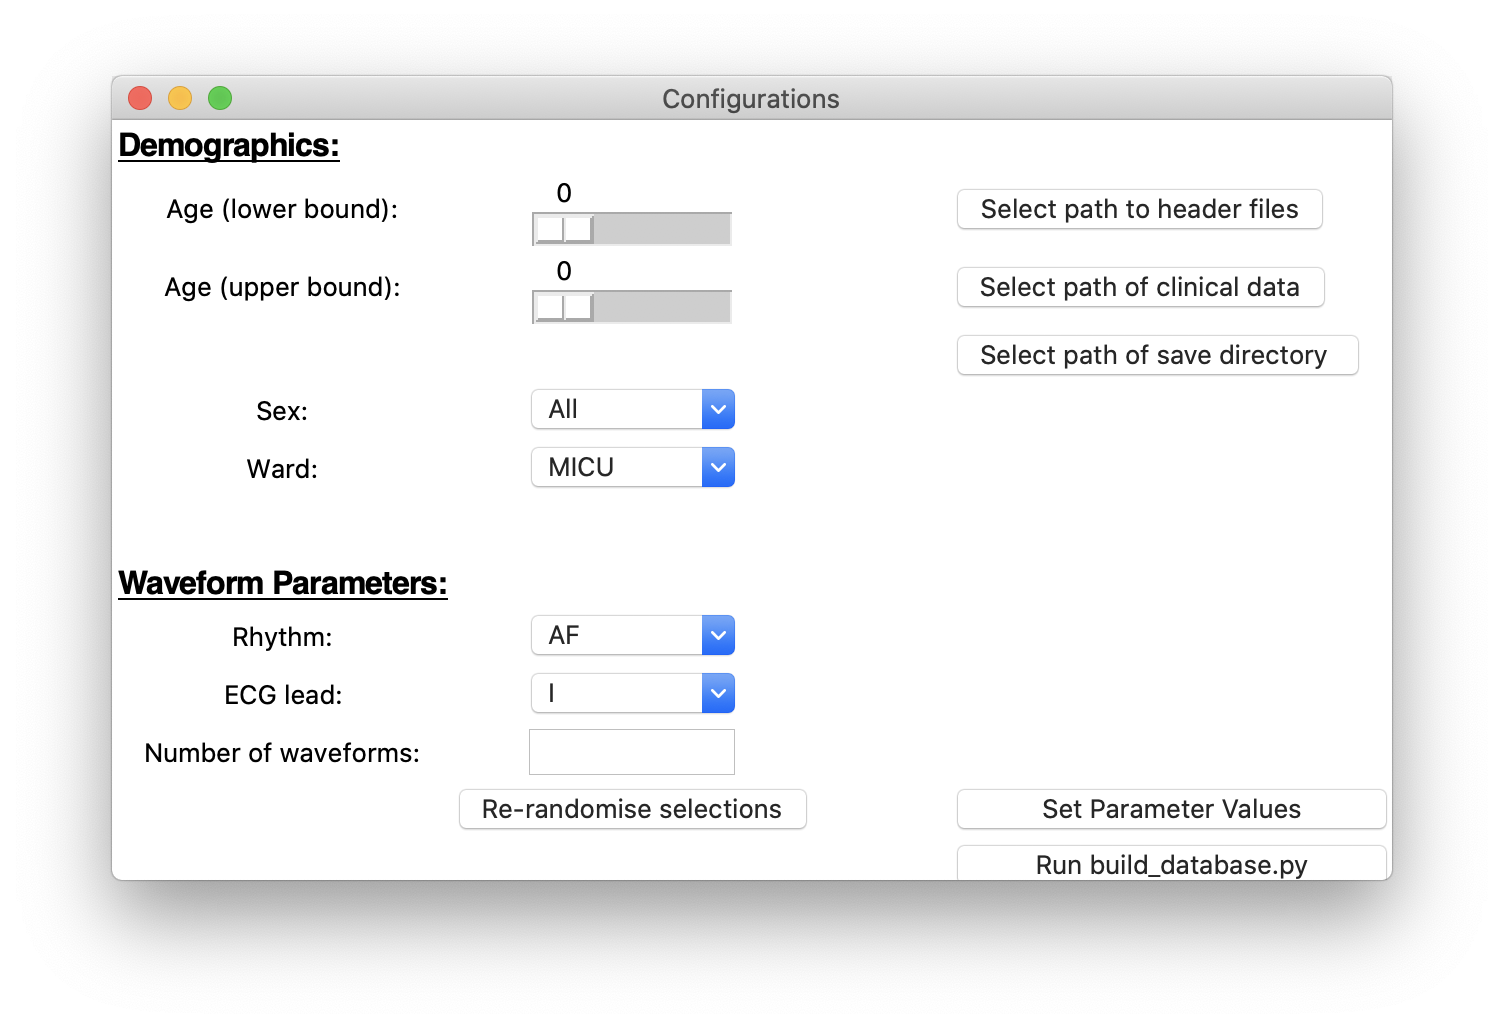 Configurations
Demographics:
0
Age (lower bound):
Select path to header files
0
Age (upper bound):
Select path of clinical data
Select path of save directory
Sex:
All
Ward:
MICU
Waveform Parameters:
Rhythm:
AF
ECG lead:
I
Number of waveforms:
Re-randomise selections
Set Parameter Values
Run build_database.py